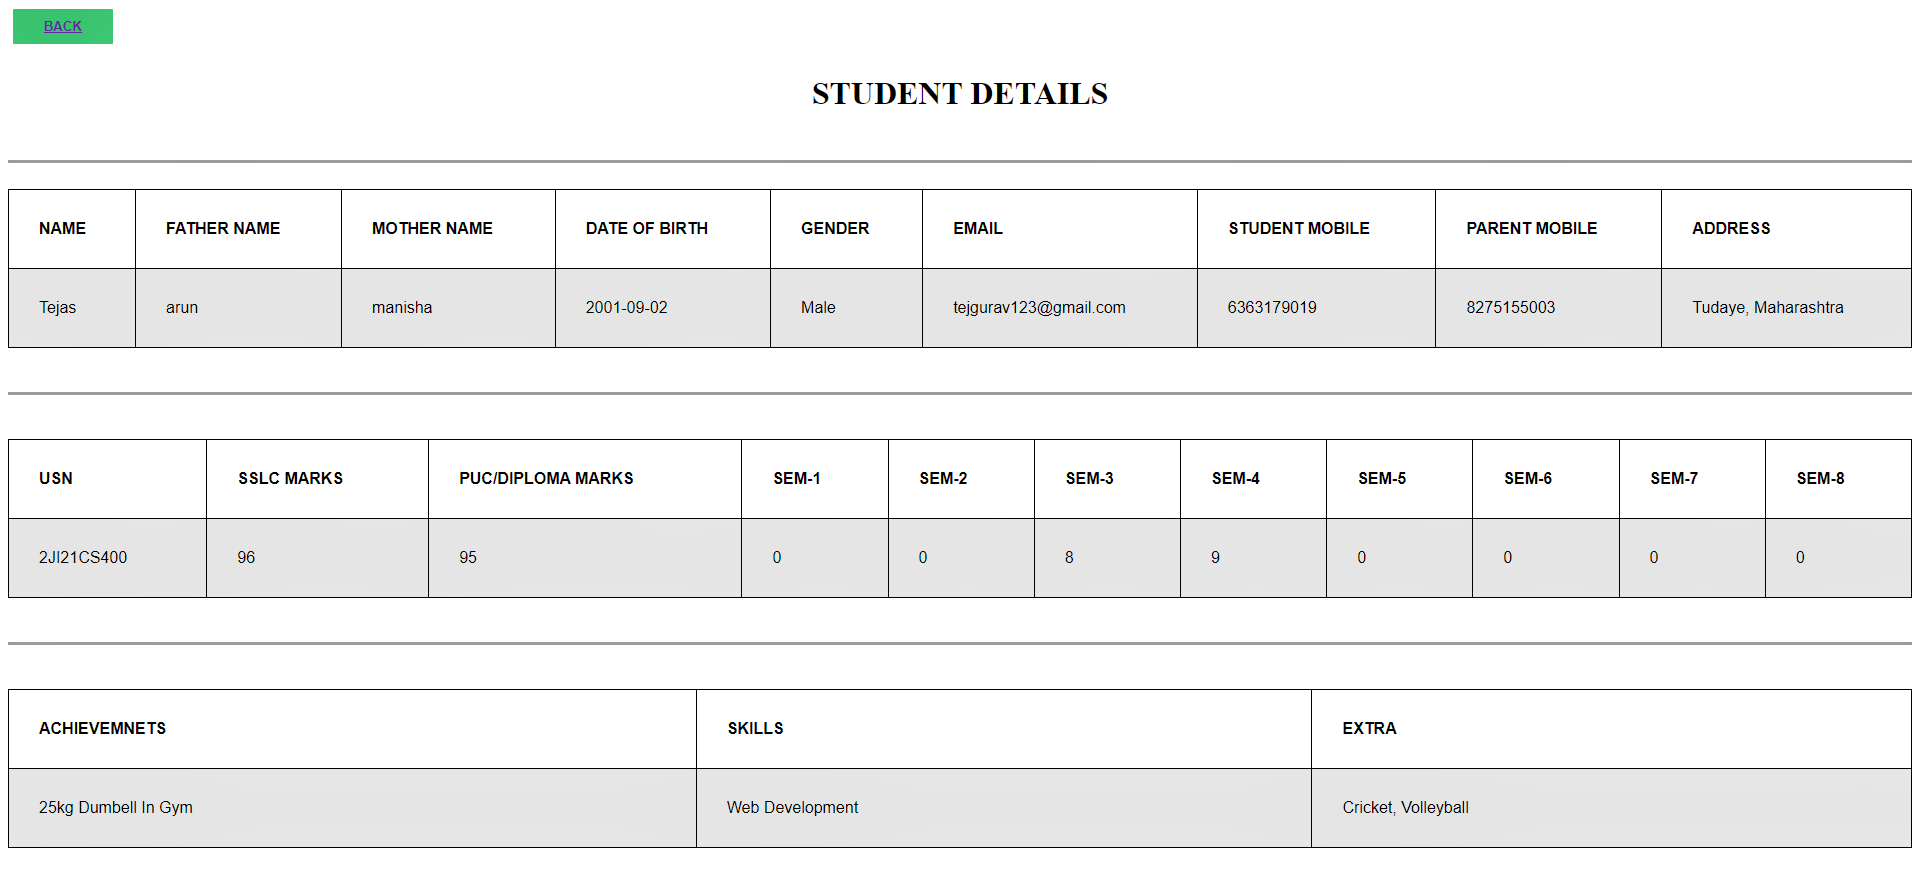 BACK
STUDENT DETAILS
NAME FATHER NAME MOTHER NAME DATE OF BIRTH GENDER EMAIL STUDENT MOBILE PARENT MOBILE ADDRESS
Tejas arun manisha 2001-09-02 Male tejgurav123@gmail.com 6363179019 8275155003 Tudaye, Maharashtra
USN SSLC MARKS PUC/DIPLOMA MARKS SEM-1 SEM-2 SEM-3 SEM-4 SEM-5 SEM-6 SEM-7 SEM-8
2JI21CS400 96 95 0 0 8 9 0 0 0 0
ACHIEVEMNETS SKILLS EXTRA
25kg Dumbell In Gym Web Development Cricket, Volleyball